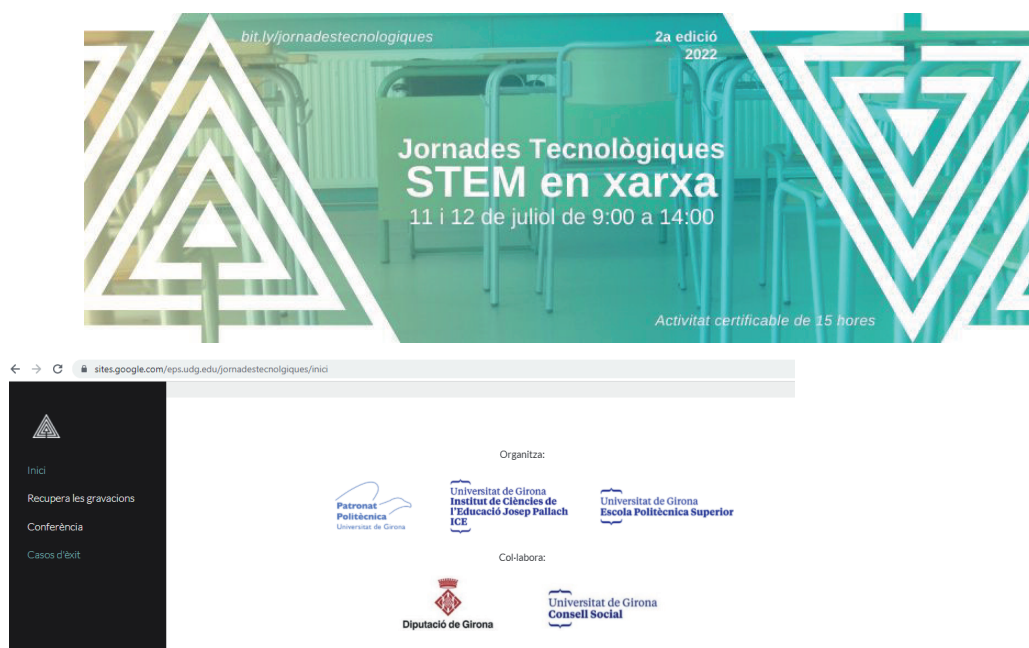 bit.ly/jornadestecnologiques
2a edició
2022
Jornades Tecnològiques
STEM en xarxa
11 i 12 de juliol de 9:00 a 14:00
Activitat certificable de 15 hores
sites.google.com/eps.udg.edu/jornadestecnolgiques/inici
Inici
Recupera les gravacions
Conferència
Casos d'èxit
Organitza:
Patronat
Politècnica
Universitat de Girona
Universitat de Girona
Institut de Ciències de
l'Educació Josep Pallach
ICE
Universitat de Girona
Escola Politècnica Superior
Col·labora:
Diputació de Girona
Universitat de Girona
Consell Social